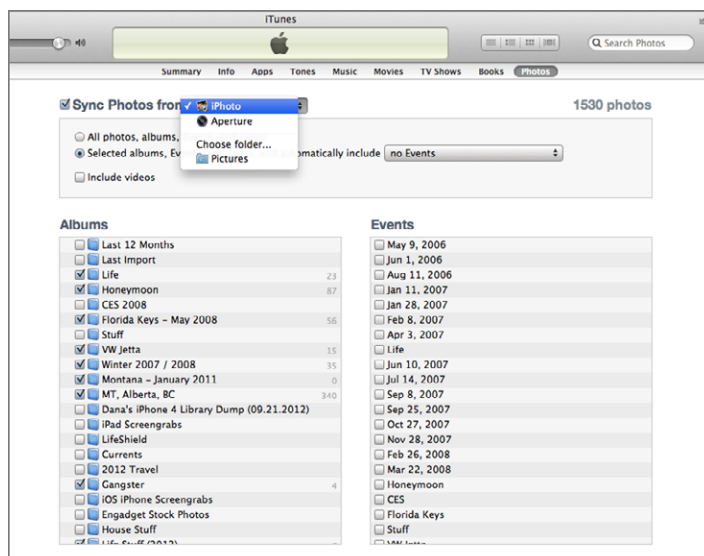 iTunes
Search Photos
Summary Info Apps Tones Music Movies TV Shows Books Photos
Sync Photos from iPhoto 1530 photos
Aperture
All photos, albums,
Choose folder...
Selected albums, Eve automatically include no Events
Pictures
Include videos
Albums
Last 12 Months
Last Import
Life 23
Honeymoon 87
CES 2008
Florida Keys – May 2008 56
Stuff
VW Jetta 15
Winter 2007 / 2008 35
Montana – January 2011 0
MT, Alberta, BC 340
Dana's iPhone 4 Library Dump (09.21.2012)
iPad Screengrabs
LifeShield
Currents
2012 Travel
Gangster 4
iOS iPhone Screengrabs
Engadget Stock Photos
House Stuff
Life Stuff (2012)
Events
May 9, 2006
Jun 1, 2006
Aug 11, 2006
Jan 11, 2007
Jan 28, 2007
Feb 8, 2007
Apr 3, 2007
Life
Jun 10, 2007
Jul 14, 2007
Sep 8, 2007
Sep 25, 2007
Oct 27, 2007
Nov 28, 2007
Feb 26, 2008
Mar 22, 2008
Honeymoon
CES
Florida Keys
Stuff
VW Jetta